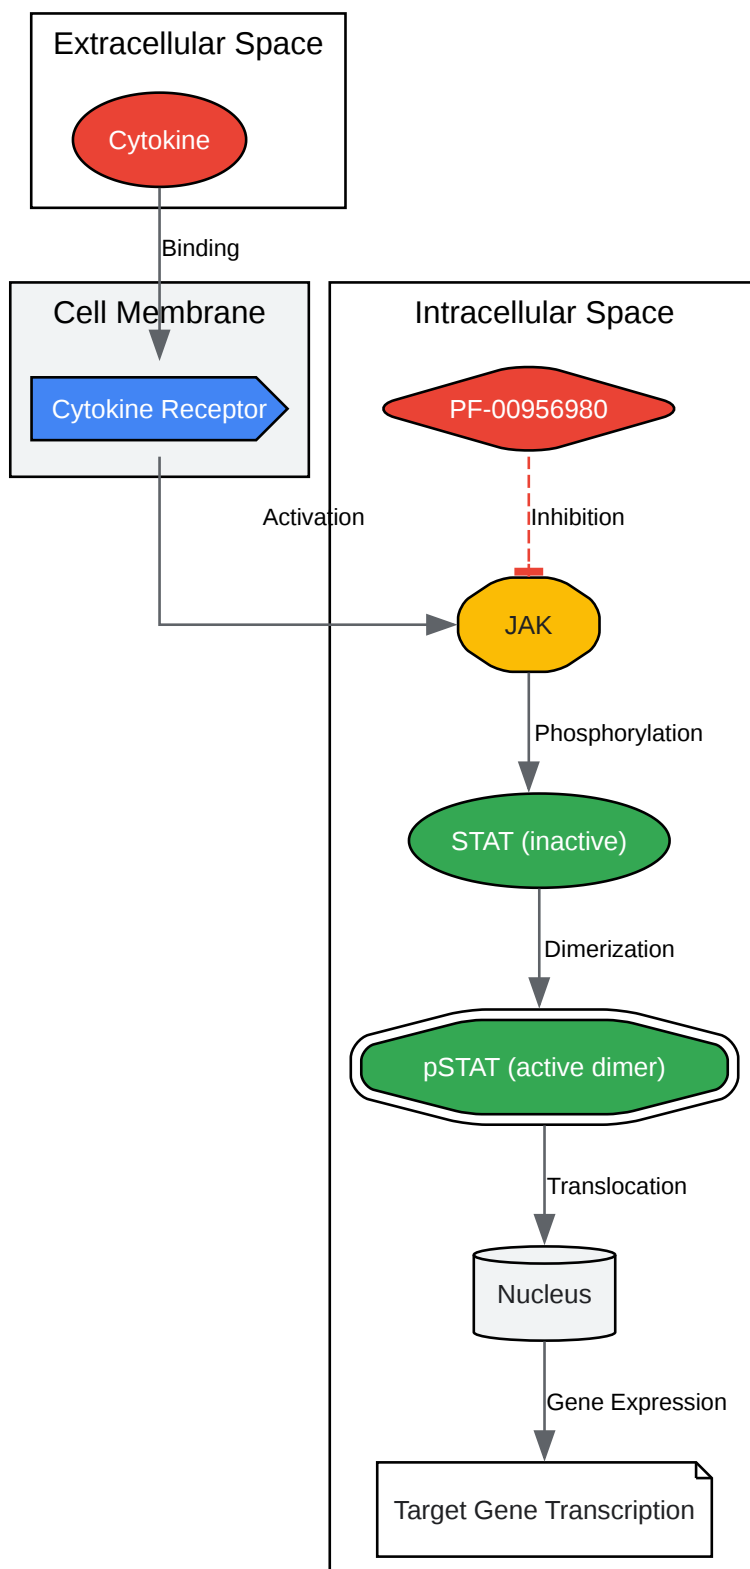 Extracellular Space
Cytokine
Binding
Cell Membrane
Intracellular Space
Cytokine Receptor
PF-00956980
Activation
Inhibition
JAK
Phosphorylation
STAT (inactive)
Dimerization
pSTAT (active dimer)
Translocation
Nucleus
Gene Expression
Target Gene Transcription